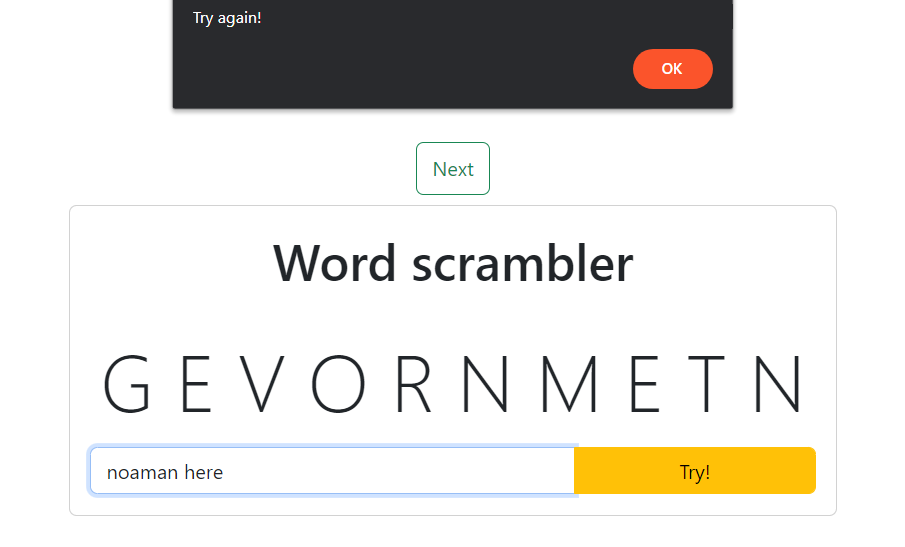 Try again!
OK
Next
Word scrambler
G E V O R N M E T N
noaman here
Try!